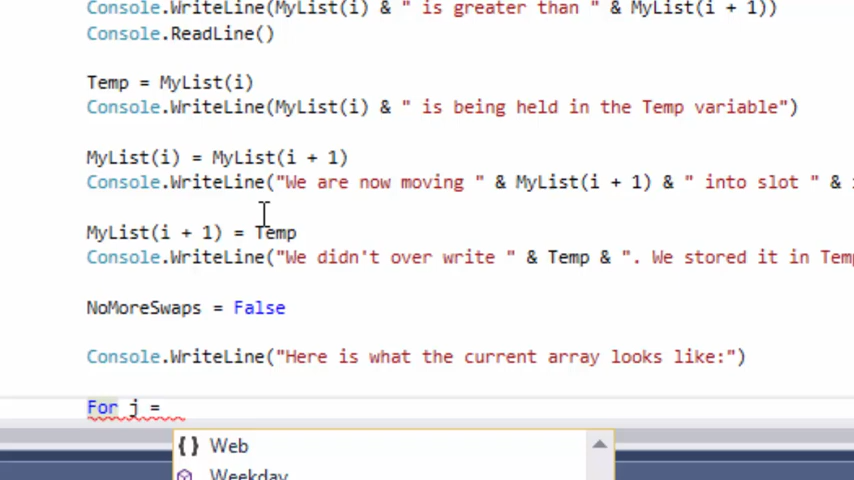 Console.WriteLine(MyList(i) & " is greater than " & MyList(i + 1))
Console.ReadLine()
Temp = MyList(i)
Console.WriteLine(MyList(i) & " is being held in the Temp variable")
MyList(i) = MyList(i + 1)
Console.WriteLine("We are now moving " & MyList(i + 1) & " into slot " &
MyList(i + 1) = Temp
Console.WriteLine("We didn't over write " & Temp & ". We stored it in Temp
NoMoreSwaps = False
Console.WriteLine("Here is what the current array looks like:")
For j =
{} Web
Weekday